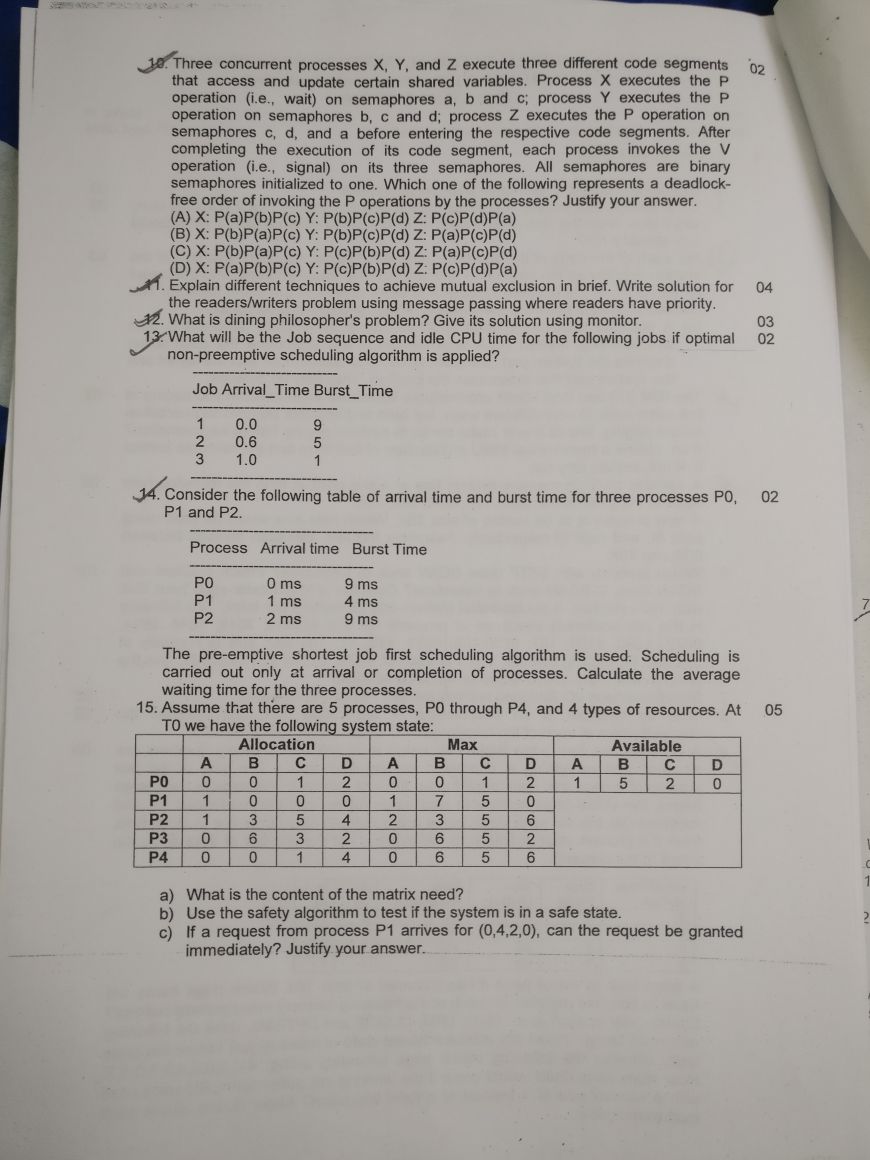 10. Three concurrent processes X, Y, and Z execute three different code segments 02
that access and update certain shared variables. Process X executes the P
operation (i.e., wait) on semaphores a, b and c; process Y executes the P
operation on semaphores b, c and d; process Z executes the P operation on
semaphores c, d, and a before entering the respective code segments. After
completing the execution of its code segment, each process invokes the V
operation (i.e., signal) on its three semaphores. All semaphores are binary
semaphores initialized to one. Which one of the following represents a deadlock-
free order of invoking the P operations by the processes? Justify your answer.
(A) X: P(a)P(b)P(c) Y: P(b)P(c)P(d) Z: P(c)P(d)P(a)
(B) X: P(b)P(a)P(c) Y: P(b)P(c)P(d) Z: P(a)P(c)P(d)
(C) X: P(b)P(a)P(c) Y: P(c)P(b)P(d) Z: P(a)P(c)P(d)
(D) X: P(a)P(b)P(c) Y: P(c)P(b)P(d) Z: P(c)P(d)P(a)
11. Explain different techniques to achieve mutual exclusion in brief. Write solution for 04
the readers/writers problem using message passing where readers have priority.
12. What is dining philosopher's problem? Give its solution using monitor. 03
13. What will be the Job sequence and idle CPU time for the following jobs if optimal 02
non-preemptive scheduling algorithm is applied?
Job Arrival_Time Burst_Time
1 0.0 9
2 0.6 5
3 1.0 1
14. Consider the following table of arrival time and burst time for three processes P0, 02
P1 and P2.
Process Arrival time Burst Time
P0 0 ms 9 ms
P1 1 ms 4 ms
P2 2 ms 9 ms
The pre-emptive shortest job first scheduling algorithm is used. Scheduling is
carried out only at arrival or completion of processes. Calculate the average
waiting time for the three processes.
15. Assume that there are 5 processes, P0 through P4, and 4 types of resources. At 05
T0 we have the following system state:
Allocation Max Available
A B C D A B C D A B C D
P0 0 0 1 2 0 0 1 2 1 5 2 0
P1 1 0 0 0 1 7 5 0
P2 1 3 5 4 2 3 5 6
P3 0 6 3 2 0 6 5 2
P4 0 0 1 4 0 6 5 6
a) What is the content of the matrix need?
b) Use the safety algorithm to test if the system is in a safe state.
c) If a request from process P1 arrives for (0,4,2,0), can the request be granted
immediately? Justify your answer.
7